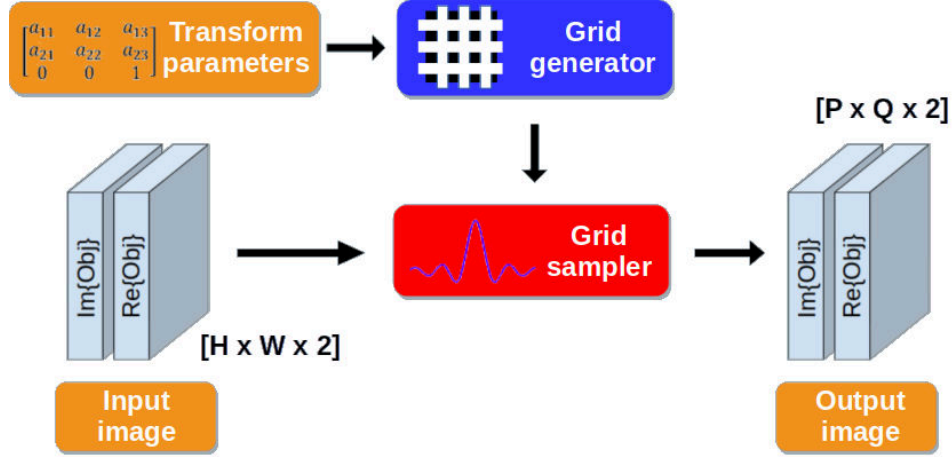 [a11 a12 a13]
[a21 a22 a23]
[0 0 1]
Transform
parameters
Grid
generator
[P x Q x 2]
Im{Obj}
Re{Obj}
Grid
sampler
Im{Obj}
Re{Obj}
[H x W x 2]
Input
image
Output
image